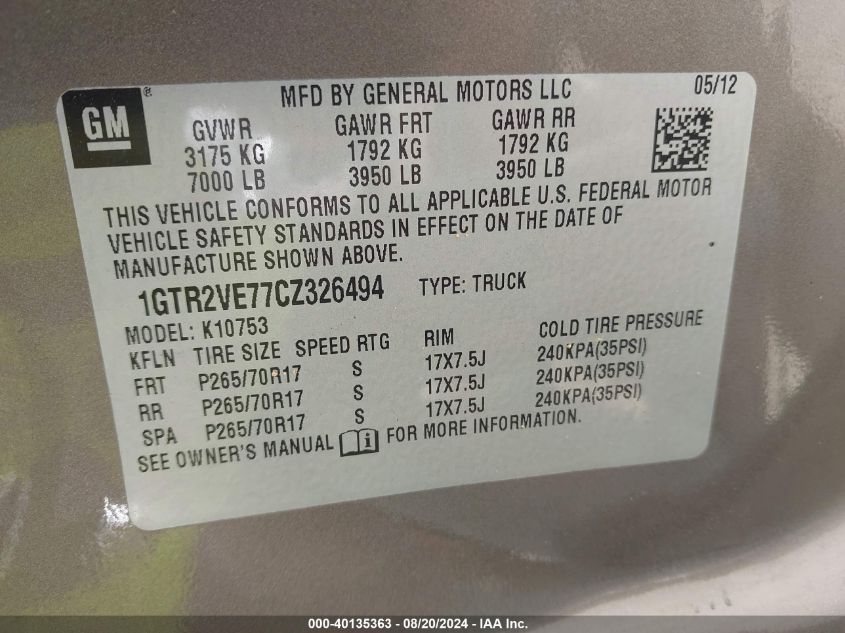 GM ®
MFD BY GENERAL MOTORS LLC 05/12
GVWR GAWR FRT GAWR RR
3175 KG 1792 KG 1792 KG
7000 LB 3950 LB 3950 LB
THIS VEHICLE CONFORMS TO ALL APPLICABLE U.S. FEDERAL MOTOR
VEHICLE SAFETY STANDARDS IN EFFECT ON THE DATE OF
MANUFACTURE SHOWN ABOVE.
1GTR2VE77CZ326494 TYPE: TRUCK
MODEL: K10753
KFLN TIRE SIZE SPEED RTG RIM COLD TIRE PRESSURE
FRT P265/70R17 S 17X7.5J 240KPA(35PSI)
RR P265/70R17 S 17X7.5J 240KPA(35PSI)
SPA P265/70R17 S 17X7.5J 240KPA(35PSI)
SEE OWNER'S MANUAL FOR MORE INFORMATION.
000-40135363 - 08/20/2024 - IAA Inc.